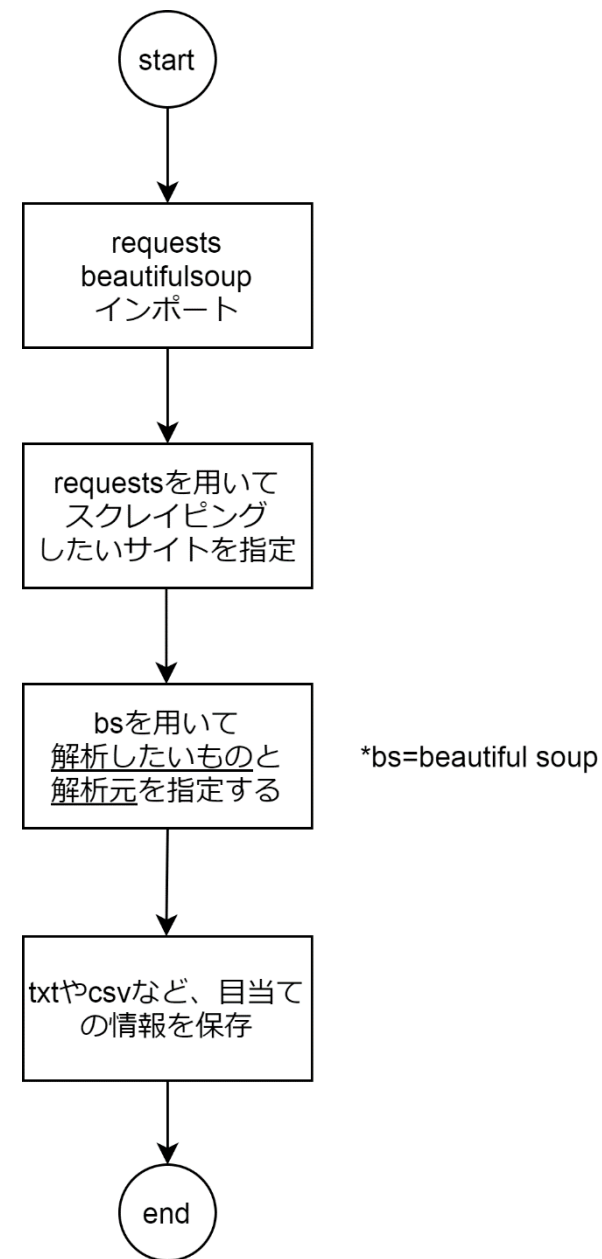 start
requests
beautifulsoup
インポート
requestsを用いて
スクレイピング
したいサイトを指定
bsを用いて
解析したいものと
解析元を指定する
*bs=beautiful soup
txtやcsvなど、目当て
の情報を保存
end